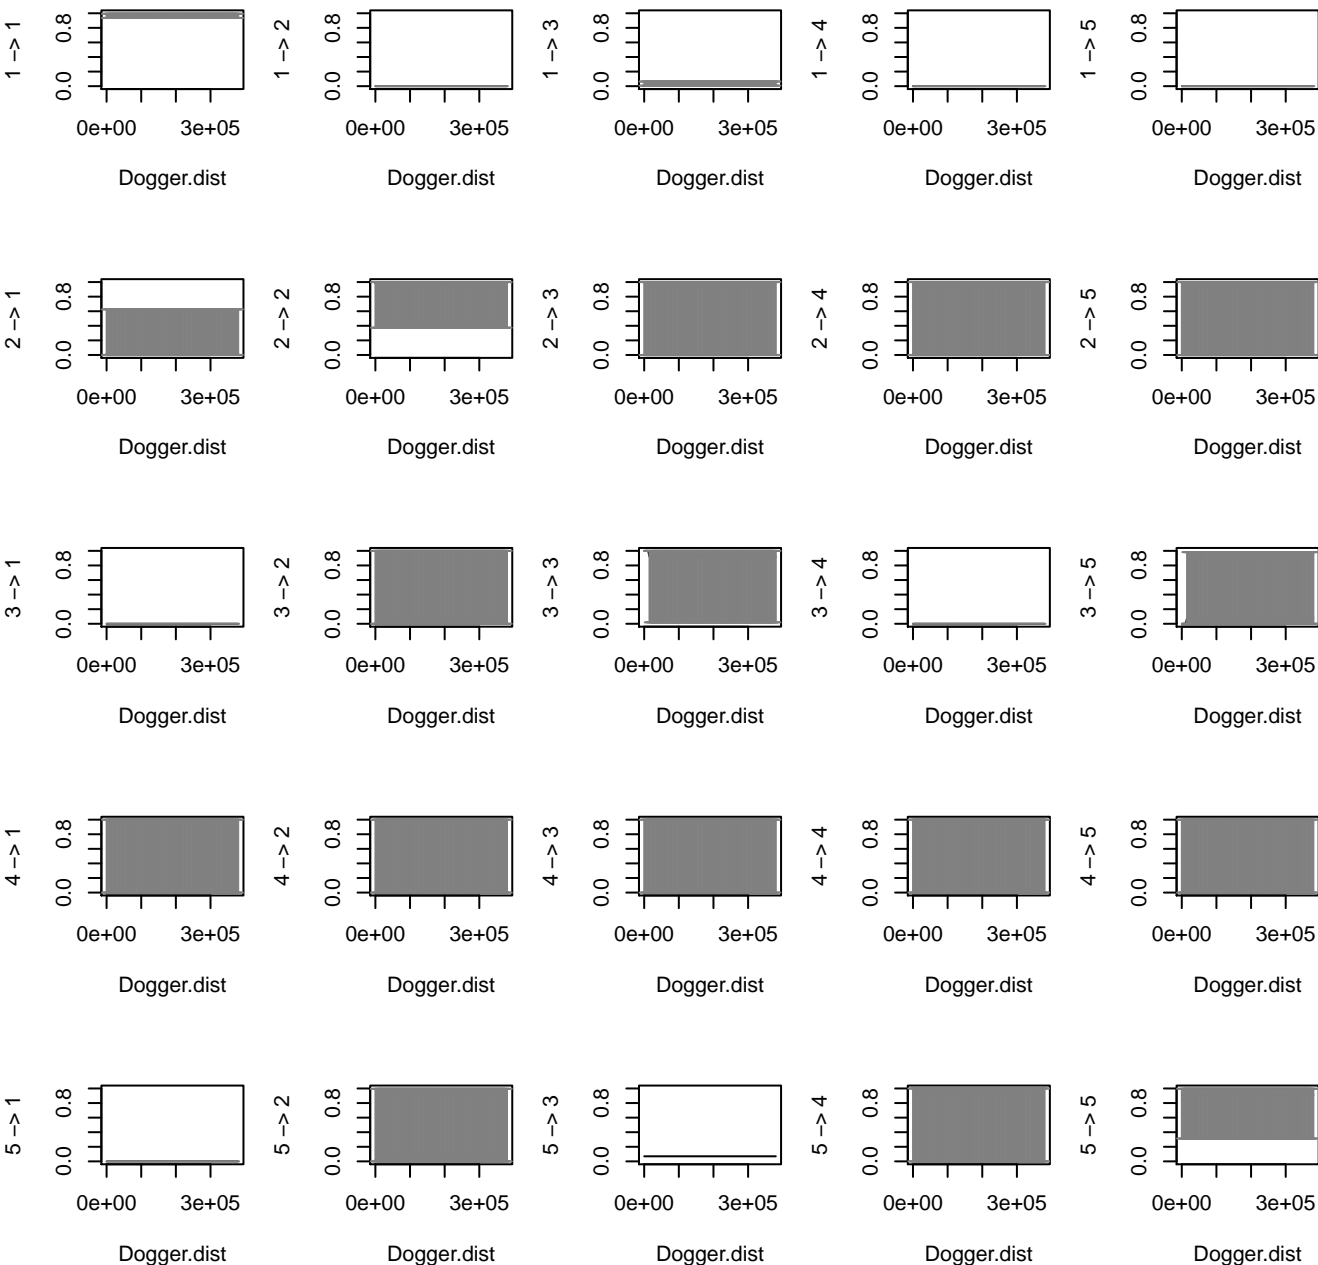 1 −> 1
0.0 0.8
0e+00 3e+05
Dogger.dist
1 −> 2
0.0 0.8
0e+00 3e+05
Dogger.dist
1 −> 3
0.0 0.8
0e+00 3e+05
Dogger.dist
1 −> 4
0.0 0.8
0e+00 3e+05
Dogger.dist
1 −> 5
0.0 0.8
0e+00 3e+05
Dogger.dist
2 −> 1
0.0 0.8
0e+00 3e+05
Dogger.dist
2 −> 2
0.0 0.8
0e+00 3e+05
Dogger.dist
2 −> 3
0.0 0.8
0e+00 3e+05
Dogger.dist
2 −> 4
0.0 0.8
0e+00 3e+05
Dogger.dist
2 −> 5
0.0 0.8
0e+00 3e+05
Dogger.dist
3 −> 1
0.0 0.8
0e+00 3e+05
Dogger.dist
3 −> 2
0.0 0.8
0e+00 3e+05
Dogger.dist
3 −> 3
0.0 0.8
0e+00 3e+05
Dogger.dist
3 −> 4
0.0 0.8
0e+00 3e+05
Dogger.dist
3 −> 5
0.0 0.8
0e+00 3e+05
Dogger.dist
4 −> 1
0.0 0.8
0e+00 3e+05
Dogger.dist
4 −> 2
0.0 0.8
0e+00 3e+05
Dogger.dist
4 −> 3
0.0 0.8
0e+00 3e+05
Dogger.dist
4 −> 4
0.0 0.8
0e+00 3e+05
Dogger.dist
4 −> 5
0.0 0.8
0e+00 3e+05
Dogger.dist
5 −> 1
0.0 0.8
0e+00 3e+05
Dogger.dist
5 −> 2
0.0 0.8
0e+00 3e+05
Dogger.dist
5 −> 3
0.0 0.8
0e+00 3e+05
Dogger.dist
5 −> 4
0.0 0.8
0e+00 3e+05
Dogger.dist
5 −> 5
0.0 0.8
0e+00 3e+05
Dogger.dist